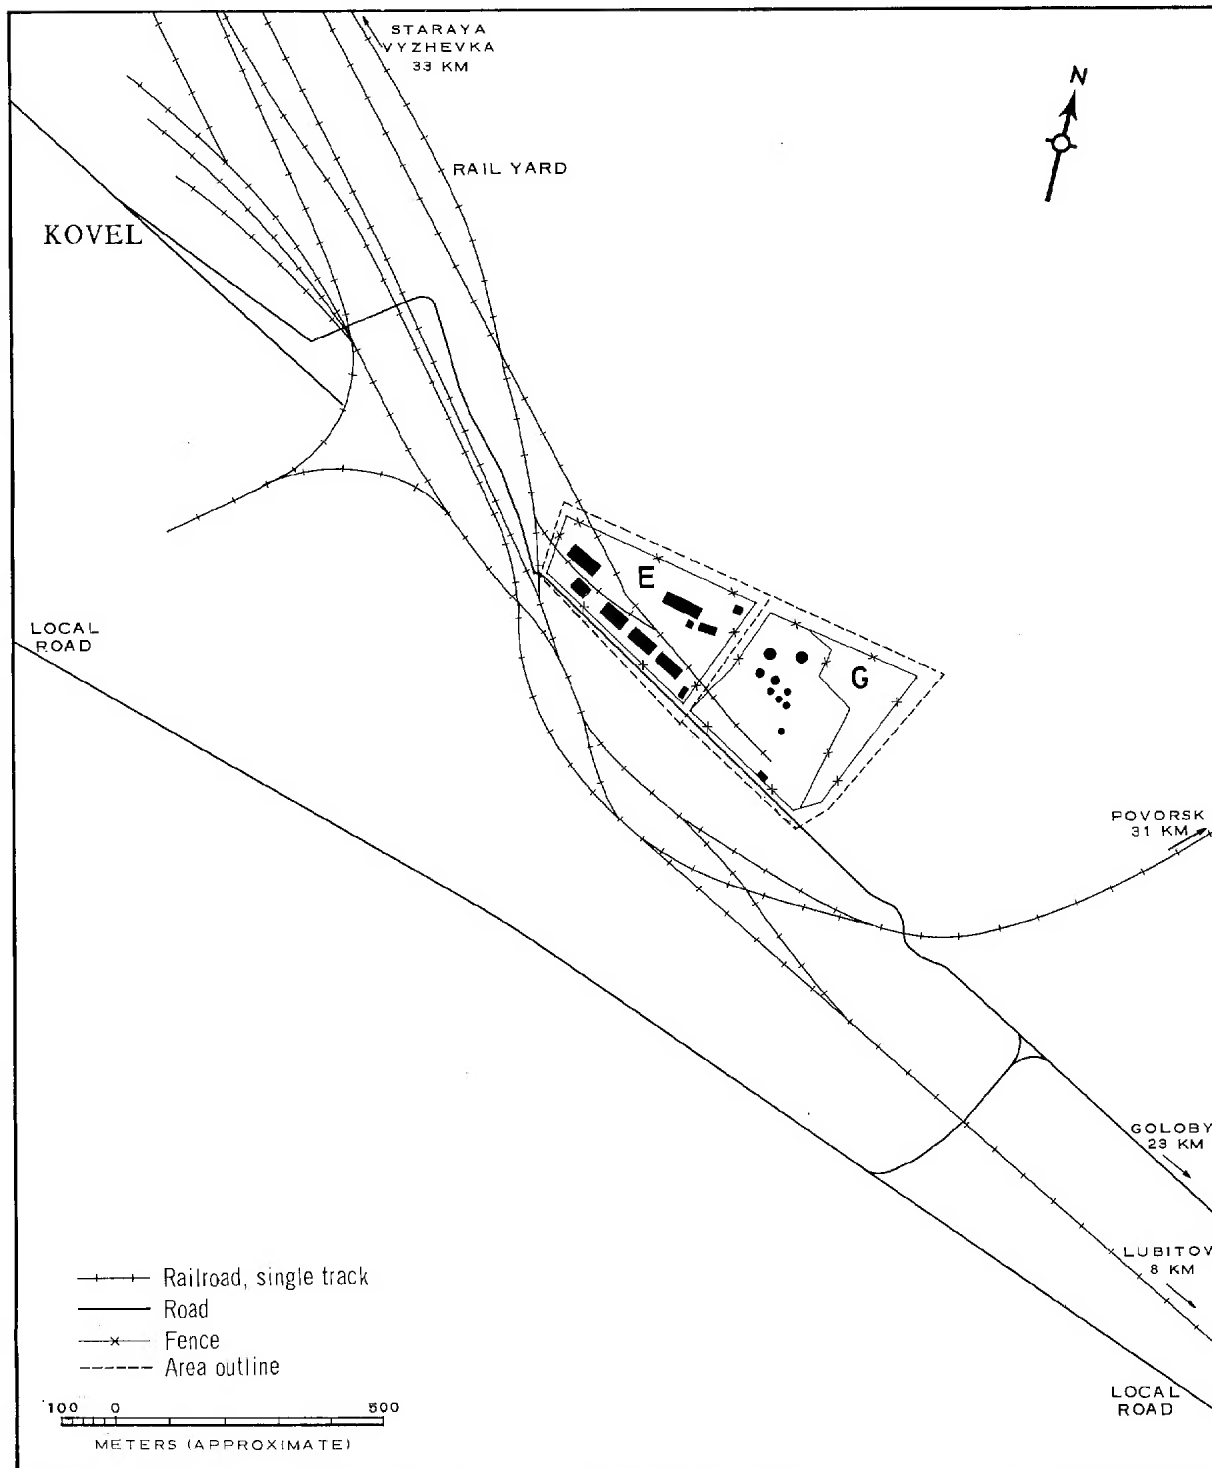 STARAYA
VYZHEVKA
33 KM
N
RAIL YARD
KOVEL
E
LOCAL
ROAD
G
POVORSK
31 KM
GOLOBY
23 KM
LUBITOV
8 KM
Railroad, single track
Road
Fence
Area outline
LOCAL
ROAD
100 0 500
METERS (APPROXIMATE)